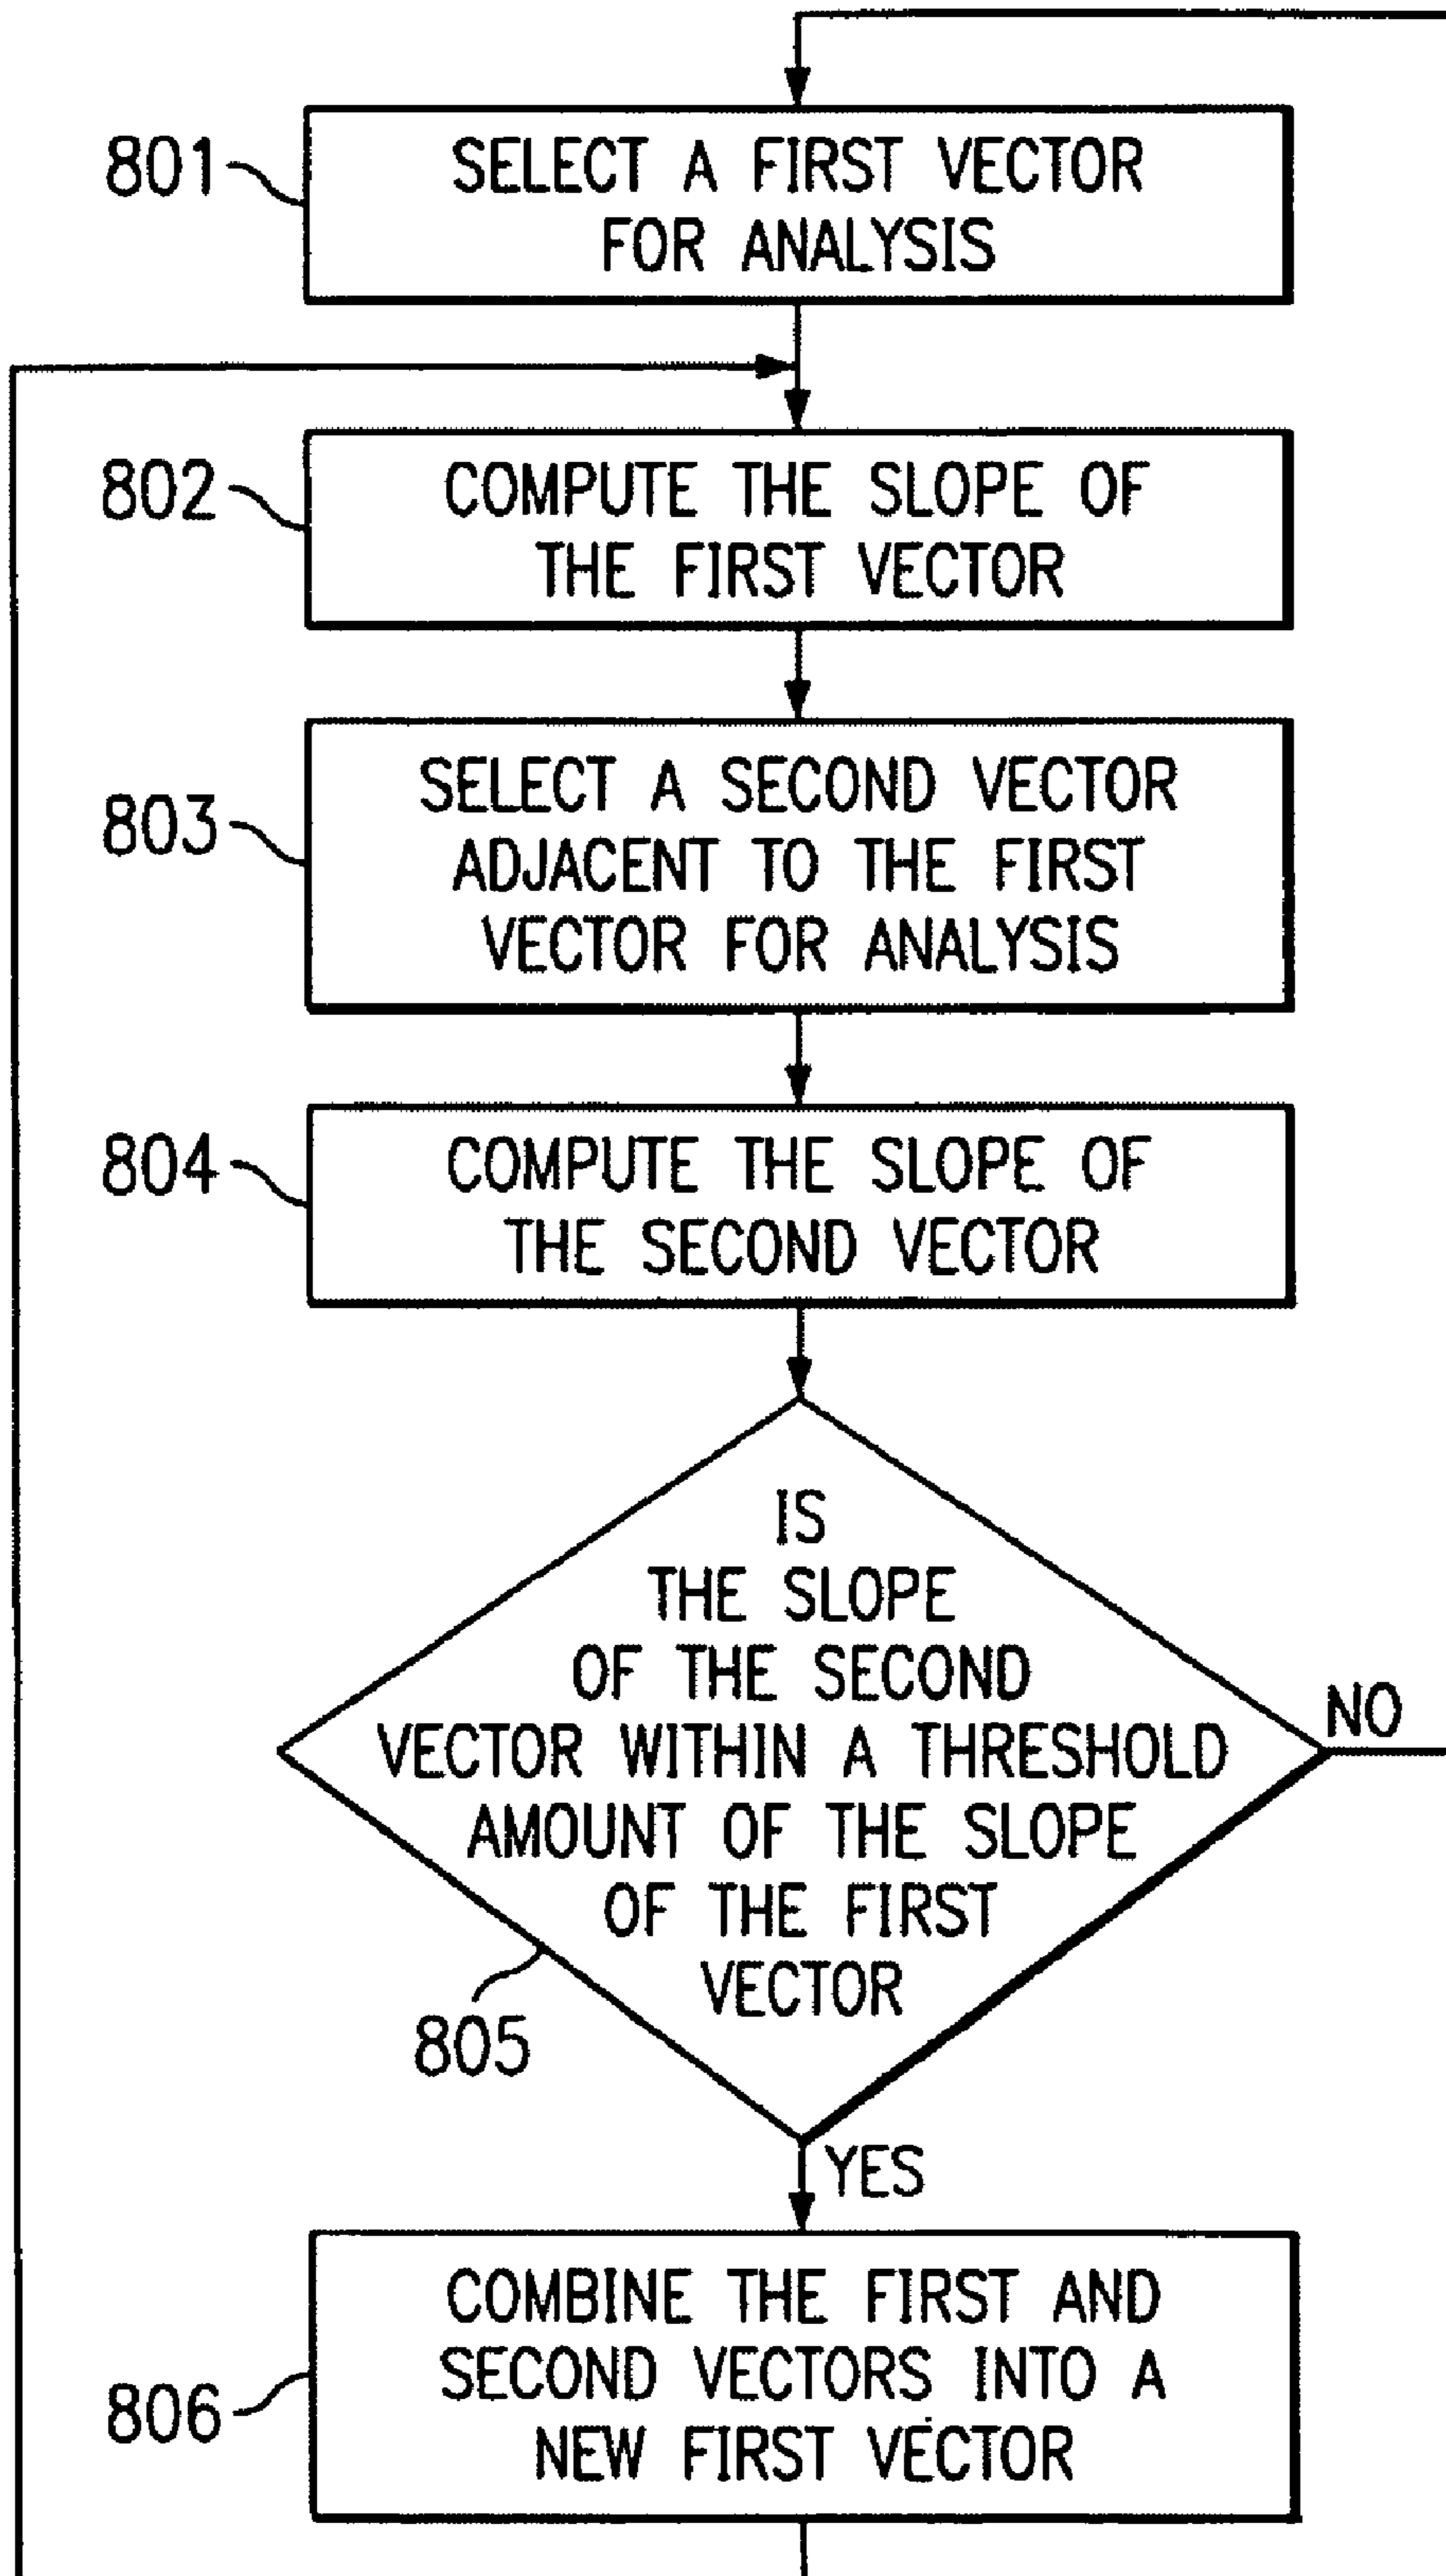 801
SELECT A FIRST VECTOR
FOR ANALYSIS
802
COMPUTE THE SLOPE OF
THE FIRST VECTOR
803
SELECT A SECOND VECTOR
ADJACENT TO THE FIRST
VECTOR FOR ANALYSIS
804
COMPUTE THE SLOPE OF
THE SECOND VECTOR
IS
THE SLOPE
OF THE SECOND
VECTOR WITHIN A THRESHOLD
AMOUNT OF THE SLOPE
OF THE FIRST
VECTOR
NO
805
YES
806
COMBINE THE FIRST AND
SECOND VECTORS INTO A
NEW FIRST VECTOR